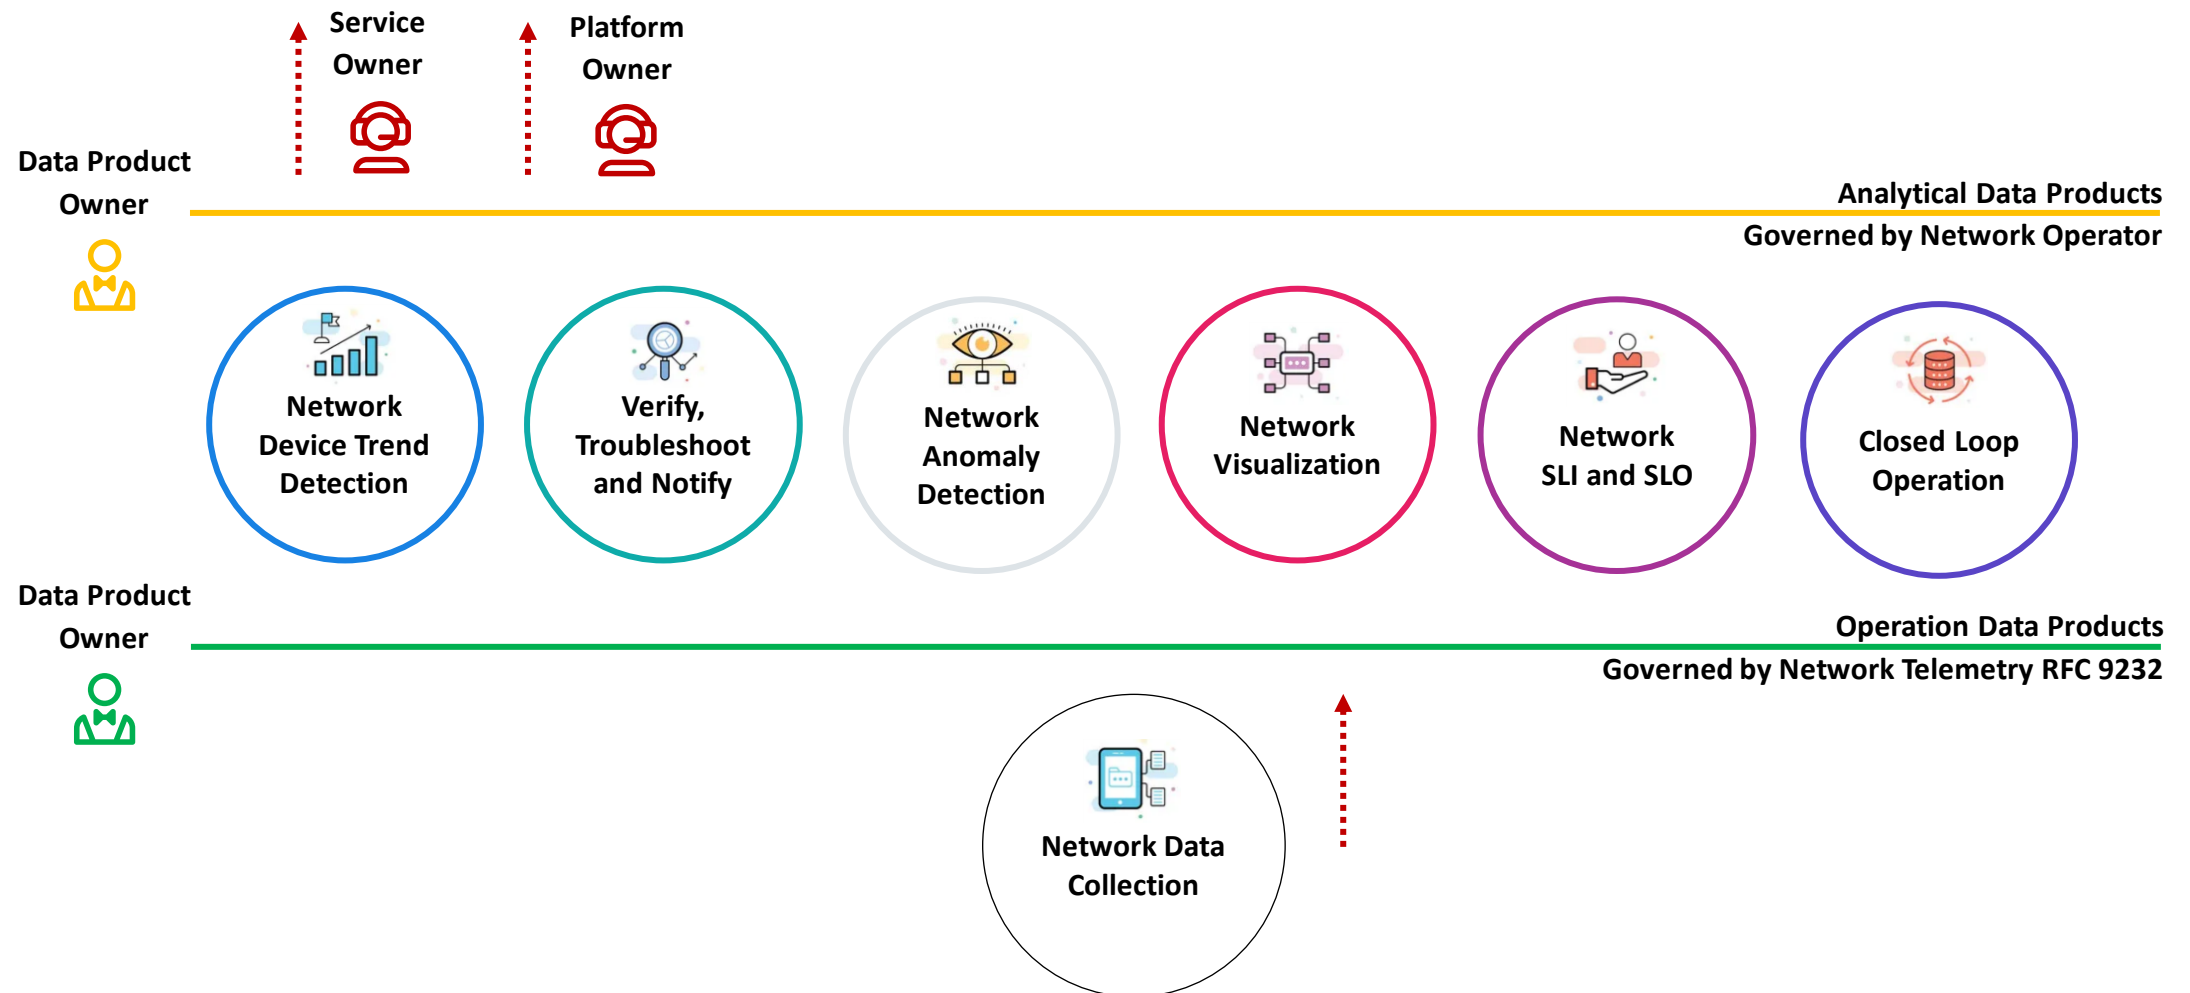 Service
Owner
Platform
Owner
Data Product
Owner
Analytical Data Products
Governed by Network Operator
Network
Device Trend
Detection
Verify,
Troubleshoot
and Notify
Network
Anomaly
Detection
Network
Visualization
Network
SLI and SLO
Closed Loop
Operation
Data Product
Owner
Operation Data Products
Governed by Network Telemetry RFC 9232
Network Data
Collection